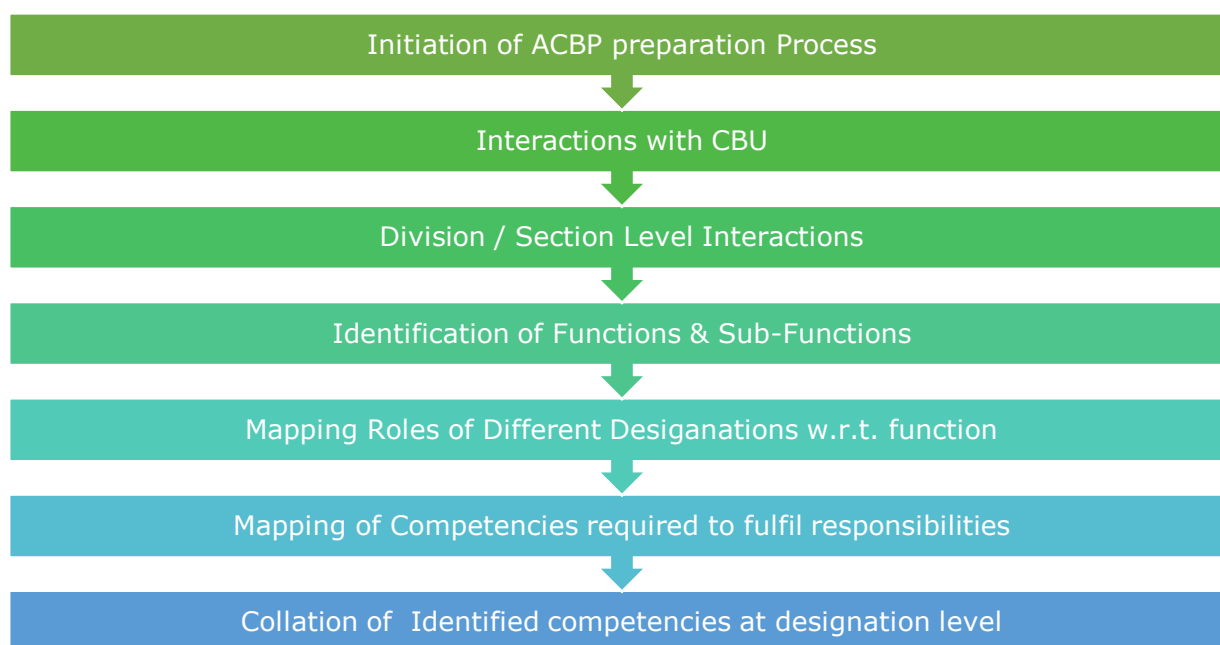 Initiation of ACBP preparation Process
Interactions with CBU
Division / Section Level Interactions
Identification of Functions & Sub-Functions
Mapping Roles of Different Desiganations w.r.t. function
Mapping of Competencies required to fulfil responsibilities
Collation of  Identified competencies at designation level